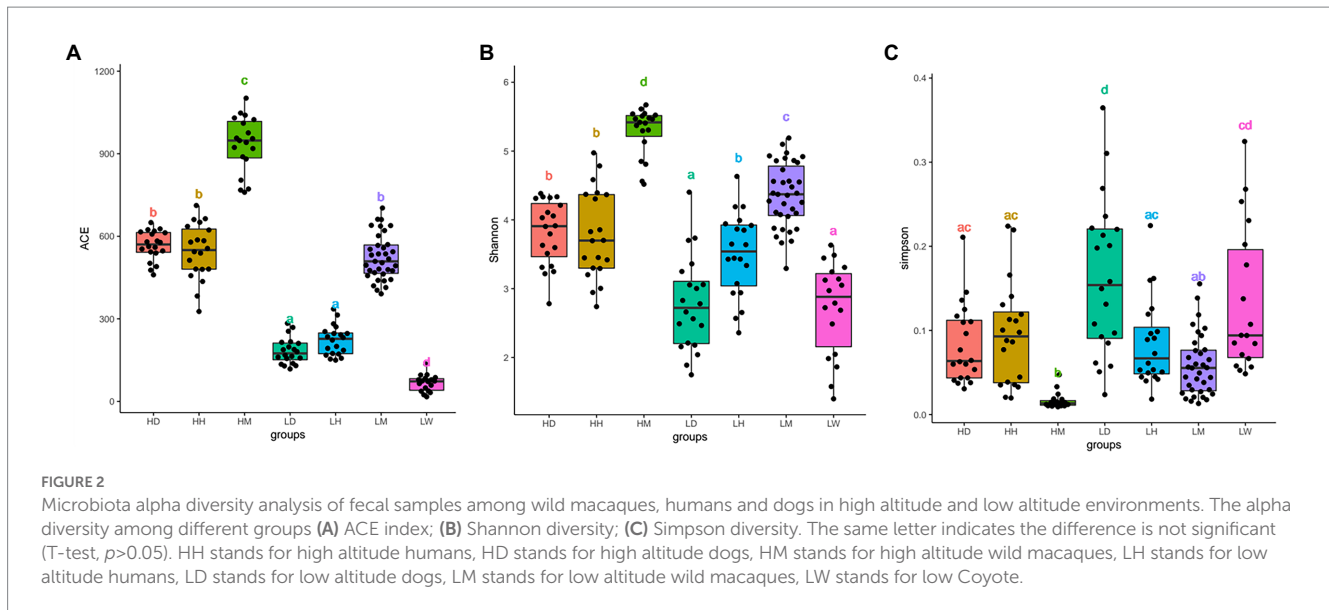 A
B
C
1200
900
600
300
0
ACE
b
b
c
a
a
b
d
HD
HH
HM
LD
LH
LM
LW
groups
6
5
4
3
2
Shannon
b
b
d
a
b
c
a
HD
HH
HM
LD
LH
LM
LW
groups
0.4
0.3
0.2
0.1
0.0
simpson
ac
ac
b
d
ac
ab
cd
HD
HH
HM
LD
LH
LM
LW
groups
FIGURE 2
Microbiota alpha diversity analysis of fecal samples among wild macaques, humans and dogs in high altitude and low altitude environments. The alpha
diversity among different groups (A) ACE index; (B) Shannon diversity; (C) Simpson diversity. The same letter indicates the difference is not significant
(T-test, p>0.05). HH stands for high altitude humans, HD stands for high altitude dogs, HM stands for high altitude wild macaques, LH stands for low
altitude humans, LD stands for low altitude dogs, LM stands for low altitude wild macaques, LW stands for low Coyote.